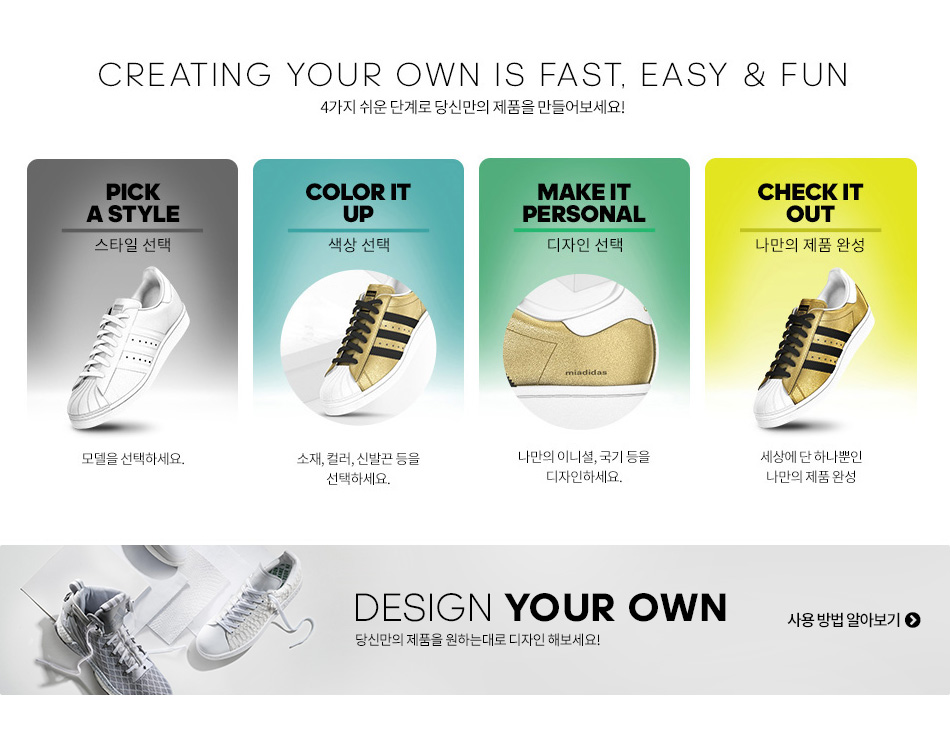 CREATING YOUR OWN IS FAST, EASY & FUN
4가지 쉬운 단계로 당신만의 제품을 만들어보세요!
PICK
A STYLE
스타일 선택
모델을 선택하세요.
COLOR IT
UP
색상 선택
소재, 컬러, 신발끈 등을
선택하세요.
MAKE IT
PERSONAL
디자인 선택
miadidas
나만의 이니셜, 국기 등을
디자인하세요.
CHECK IT
OUT
나만의 제품 완성
세상에 단 하나뿐인
나만의 제품 완성
DESIGN YOUR OWN
당신만의 제품을 원하는대로 디자인 해보세요!
사용 방법 알아보기